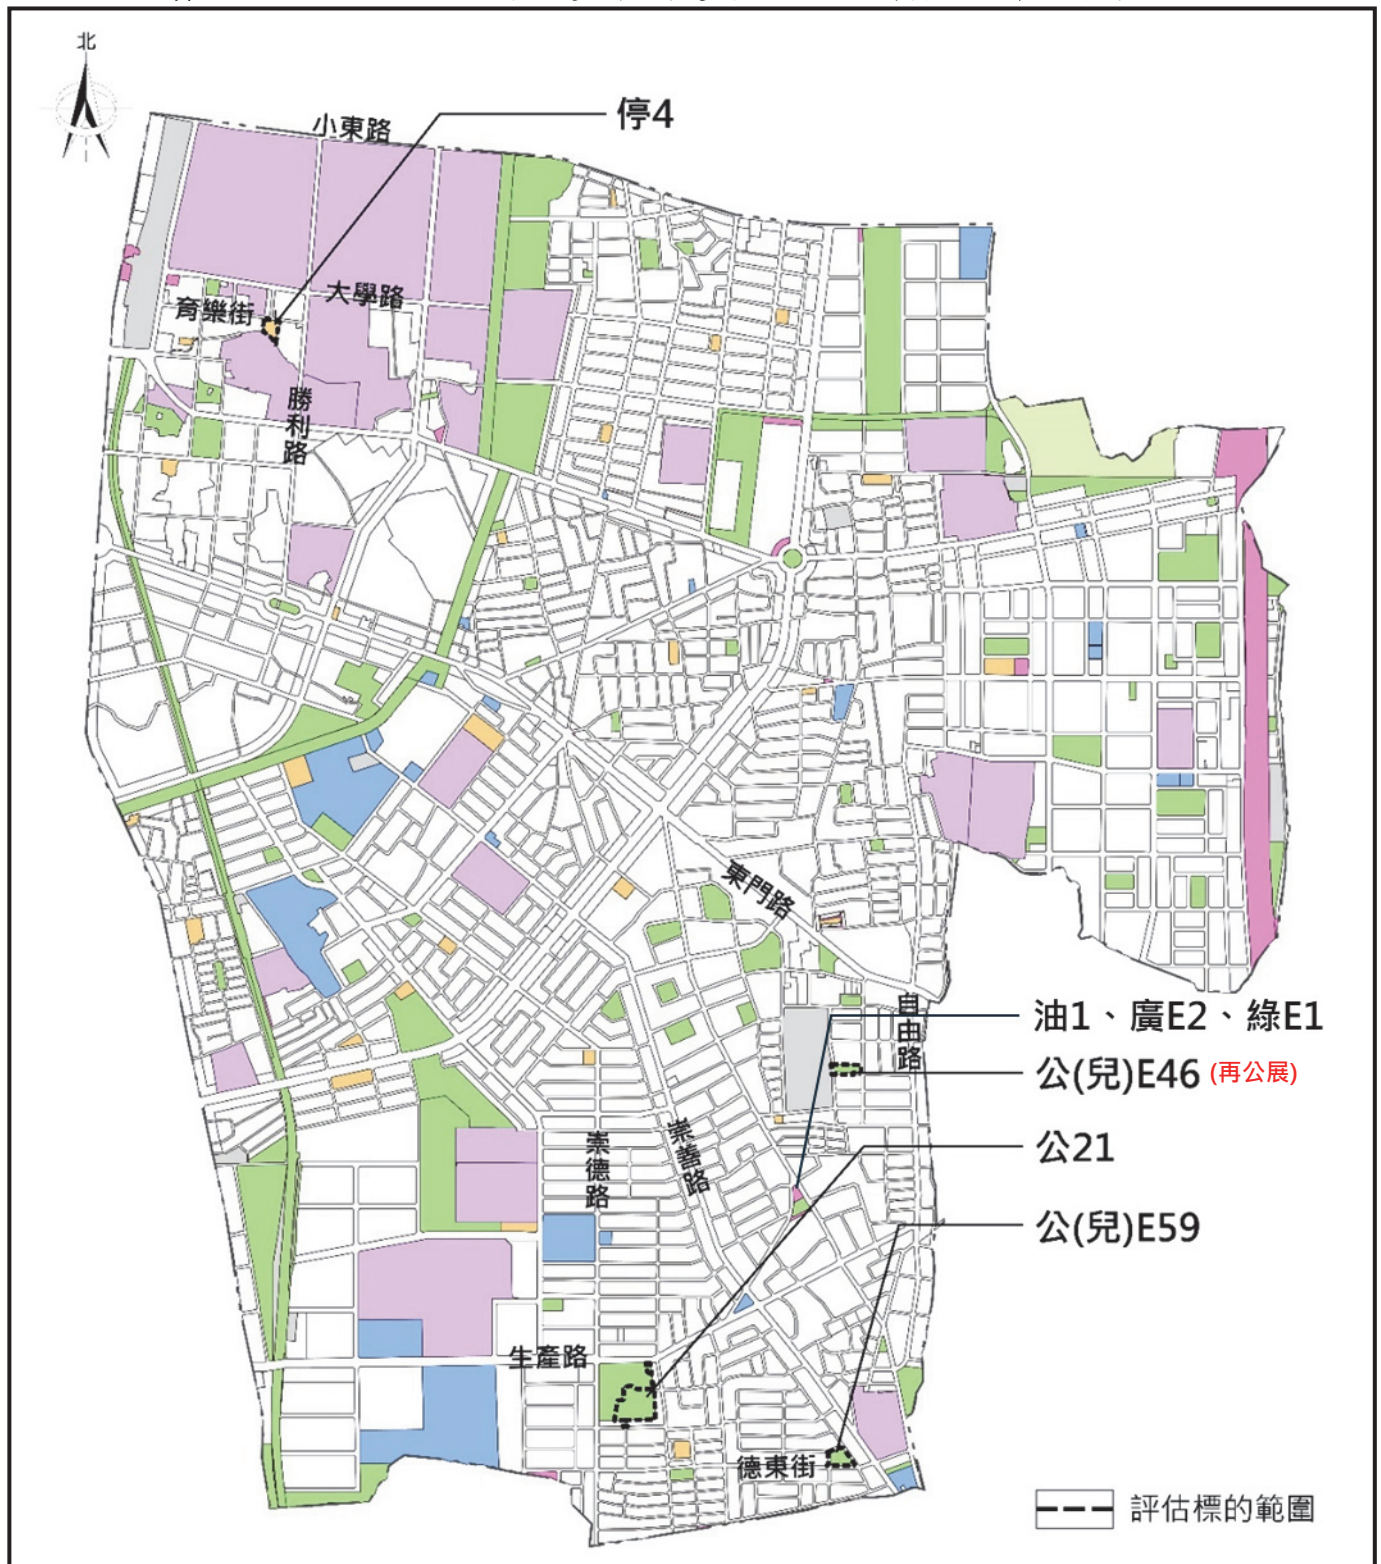 北
小東路
停4
大學路
育樂街
勝利路
東門路
自由路
油1、廣E2、綠E1
公(兒)E46 (再公展)
崇德路
崇善路
公21
公(兒)E59
生產路
德東街
評估標的範圍